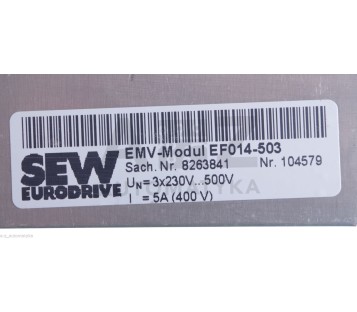 SEW
EURODRIVE
EMV-Modul EF014-503
Sach. Nr. 8263841 Nr. 104579
UN= 3x230V...500V
I = 5A (400 V)